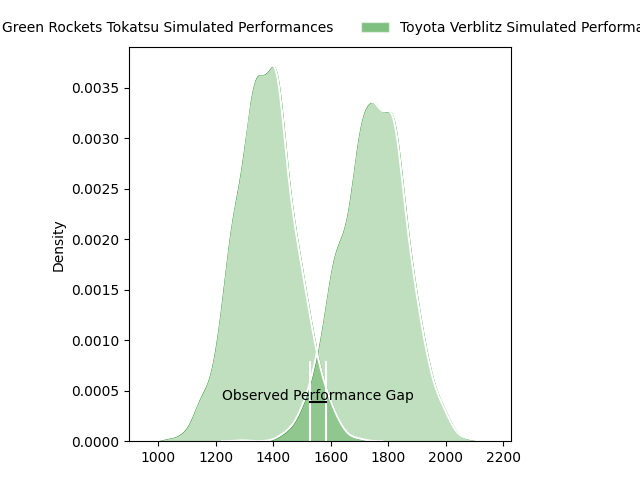 Green Rockets Tokatsu Simulated Performances
Toyota Verblitz Simulated Performa
Density
0.0035
0.0030
0.0025
0.0020
0.0015
0.0010
0.0005
0.0000
Observed Performance Gap
1000 1200 1400 1600 1800 2000 2200